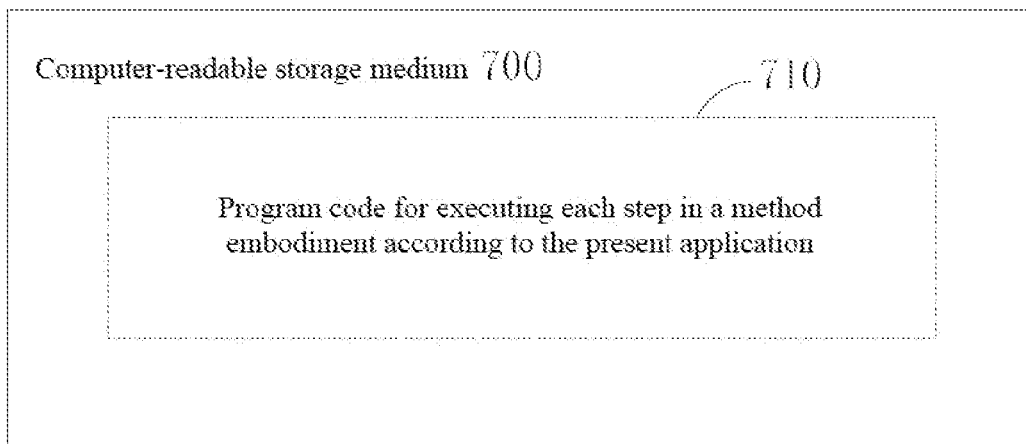 Computer-readable storage medium 700
710
Program code for executing each step in a method
embodiment according to the present application